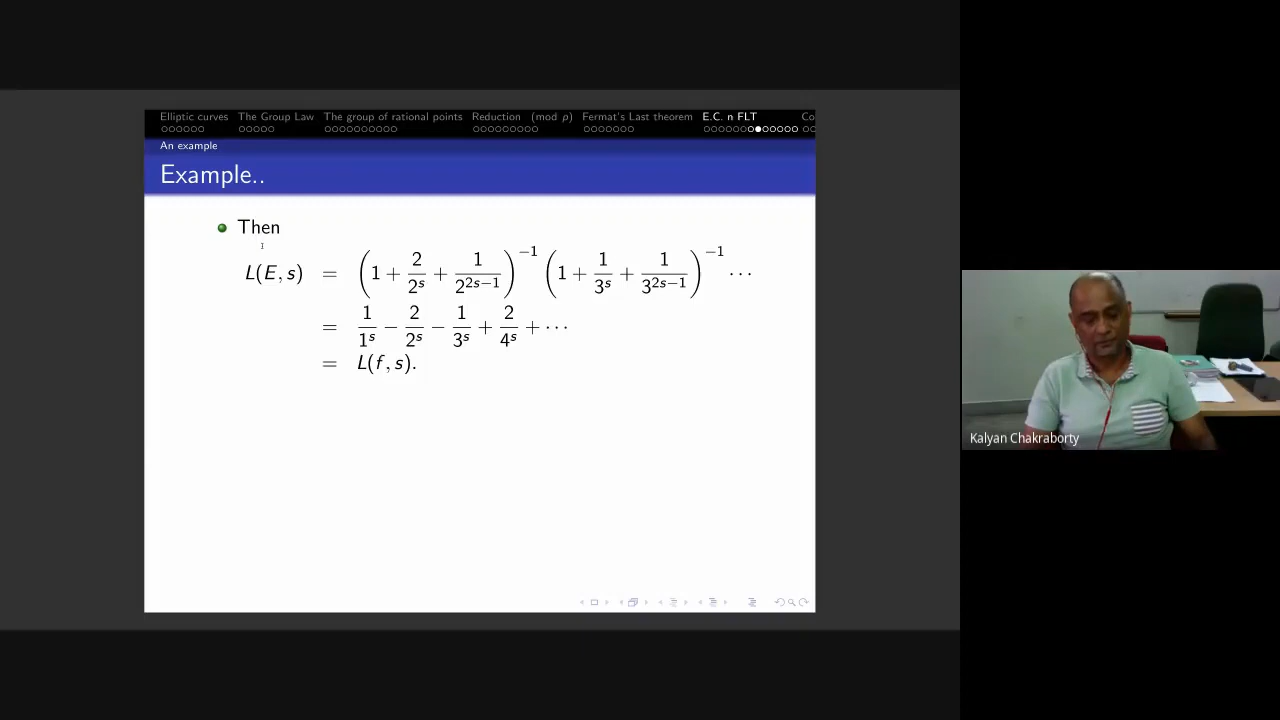 Elliptic curves The Group Law The group of rational points Reduction (mod p) Fermat's Last theorem E.C. n FLT Co
An example
Example..
Then
L(E, s) = (1 + 2/2^s + 1/2^{2s−1})^{−1} (1 + 1/3^s + 1/3^{2s−1})^{−1} ···
= 1/1^s − 2/2^s − 1/3^s + 2/4^s + ···
= L(f, s).
Kalyan Chakraborty